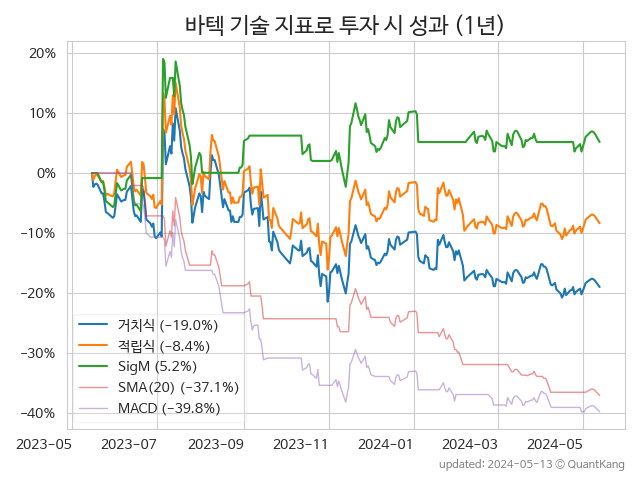 바텍 기술 지표로 투자 시 성과 (1년)
20%
10%
0%
−10%
−20%
−30%
−40%
거치식 (−19.0%)
적립식 (−8.4%)
SigM (5.2%)
SMA(20) (−37.1%)
MACD (−39.8%)
2023−05 2023−07 2023−09 2023−11 2024−01 2024−03 2024−05
updated: 2024−05−13 ⓒ QuantKang